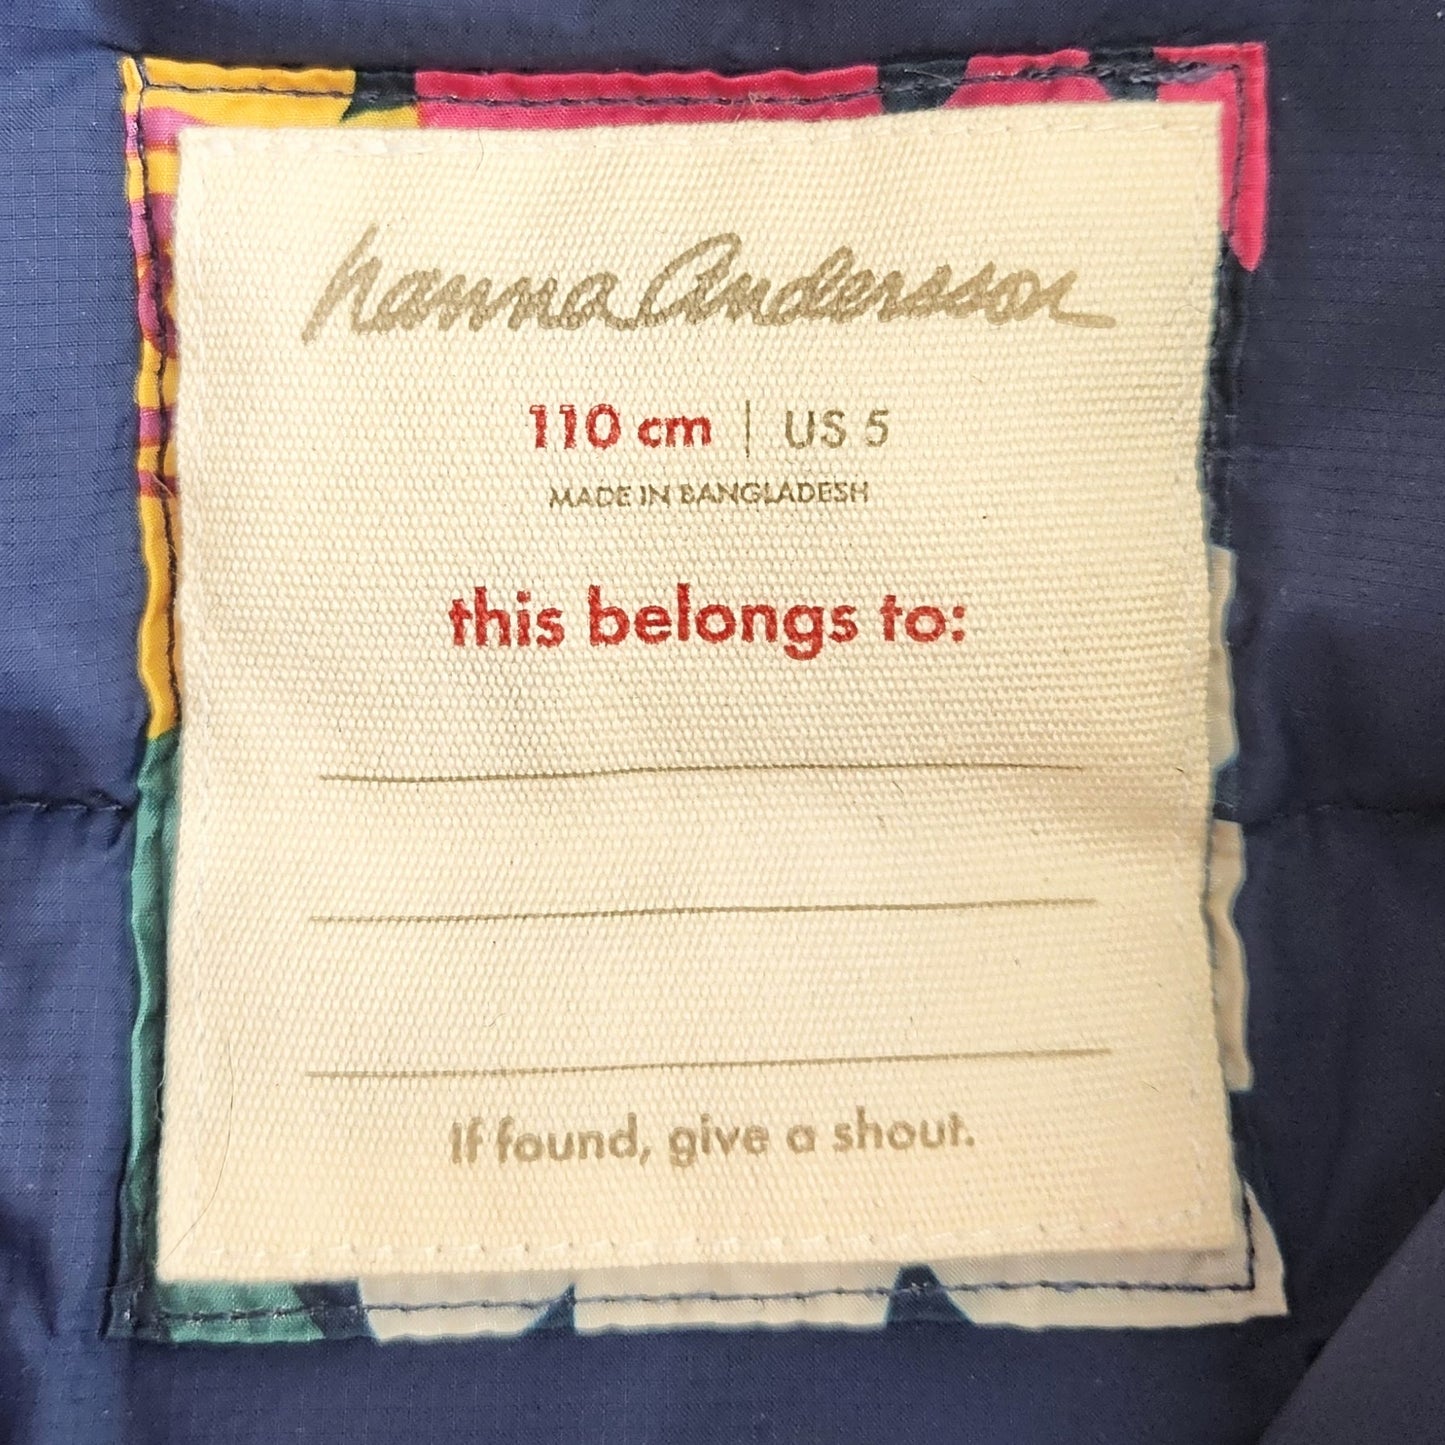 hanna Andersson
110 cm | US 5
MADE IN BANGLADESH
this belongs to:
If found, give a shout.